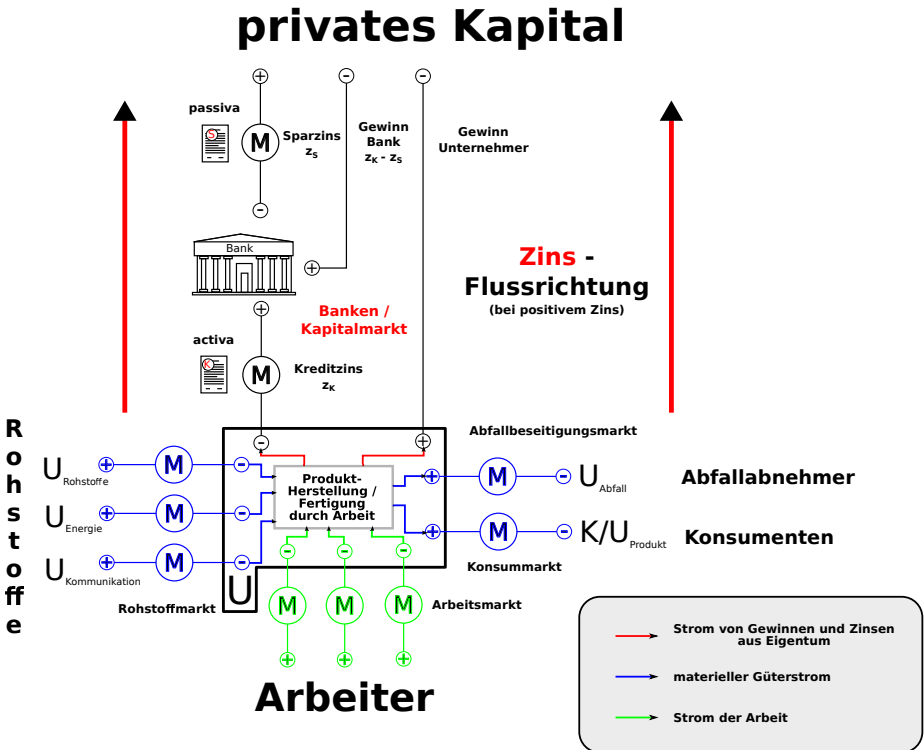 privates Kapital
+
-
-
passiva
S
M
Sparzins
zS
Gewinn
Bank
zK - zS
Gewinn
Unternehmer
-
Bank
+
Zins -
Flussrichtung
(bei positivem Zins)
+
Banken /
Kapitalmarkt
activa
K
M
Kreditzins
zK
Rohstoffe
-
+
Abfallbeseitigungsmarkt
URohstoffe
+
M
-
Produkt-
Herstellung /
Fertigung
durch Arbeit
+
M
-
UAbfall
Abfallabnehmer
UEnergie
+
M
-
+
M
-
K/UProdukt
Konsumenten
UKommunikation
+
M
-
-
-
-
Konsummarkt
U
Rohstoffmarkt
M
M
M
Arbeitsmarkt
+
+
+
Arbeiter
Strom von Gewinnen und Zinsen
aus Eigentum
materieller Güterstrom
Strom der Arbeit